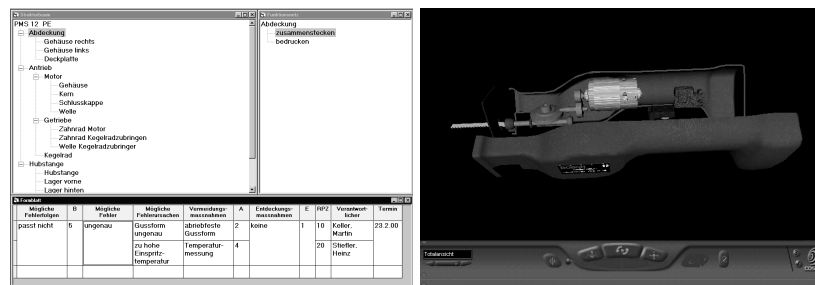 Strukturbaum
PMS 12 PE
Abdeckung
Gehäuse rechts
Gehäuse links
Deckplatte
Antrieb
Motor
Gehäuse
Kern
Schlusskappe
Welle
Getriebe
Zahnrad Motor
Zahnrad Kegelradzubringen
Welle Kegelradzubringer
Kegelrad
Hubstange
Hubstange
Lager vorne
Lager hinten
Funktionsnetz
Abdeckung
zusammenstecken
bedrucken
Formblatt
Mögliche Fehlerfolgen B Mögliche Fehler Mögliche Fehlerursachen Vermeidungs-massnahmen A Entdeckungs-massnahmen E RPZ Verantwort-licher Termin
passt nicht 5 ungenau Gussform ungenau abriebfeste Gussform 2 keine 1 10 Keller, Martin 23.2.00
zu hohe Einspritz-temperatur Temperatur-messung 4 20 Stiefler, Heinz
Totalansicht